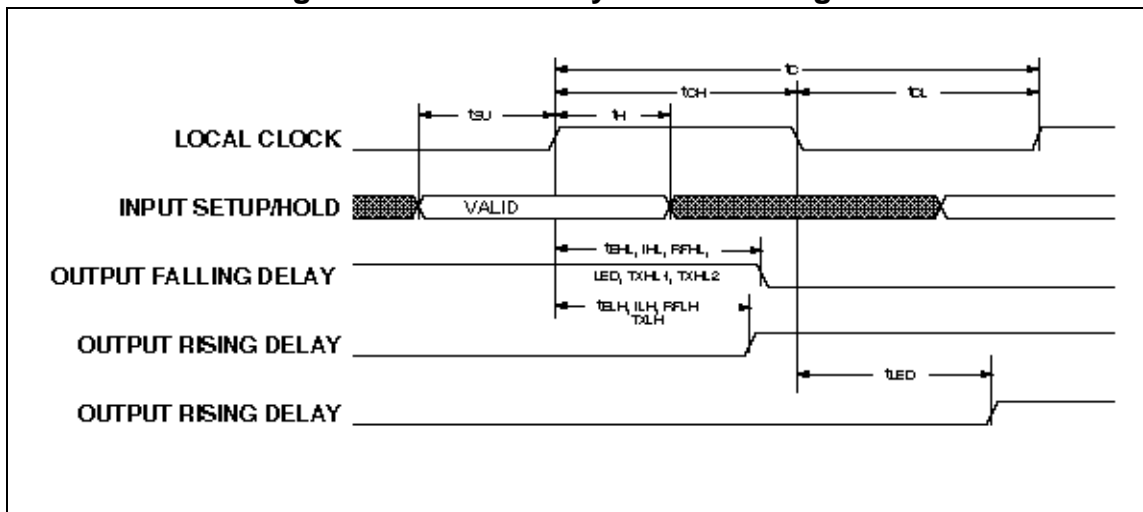 tC
tCH
tCL
tSU
tH
LOCAL CLOCK
INPUT SETUP/HOLD
VALID
tEHL, IHL, RFHL,
OUTPUT FALLING DELAY
LED, TXHL1, TXHL2
tELH, ILH, RFLH
TXLH
OUTPUT RISING DELAY
tLED
OUTPUT RISING DELAY